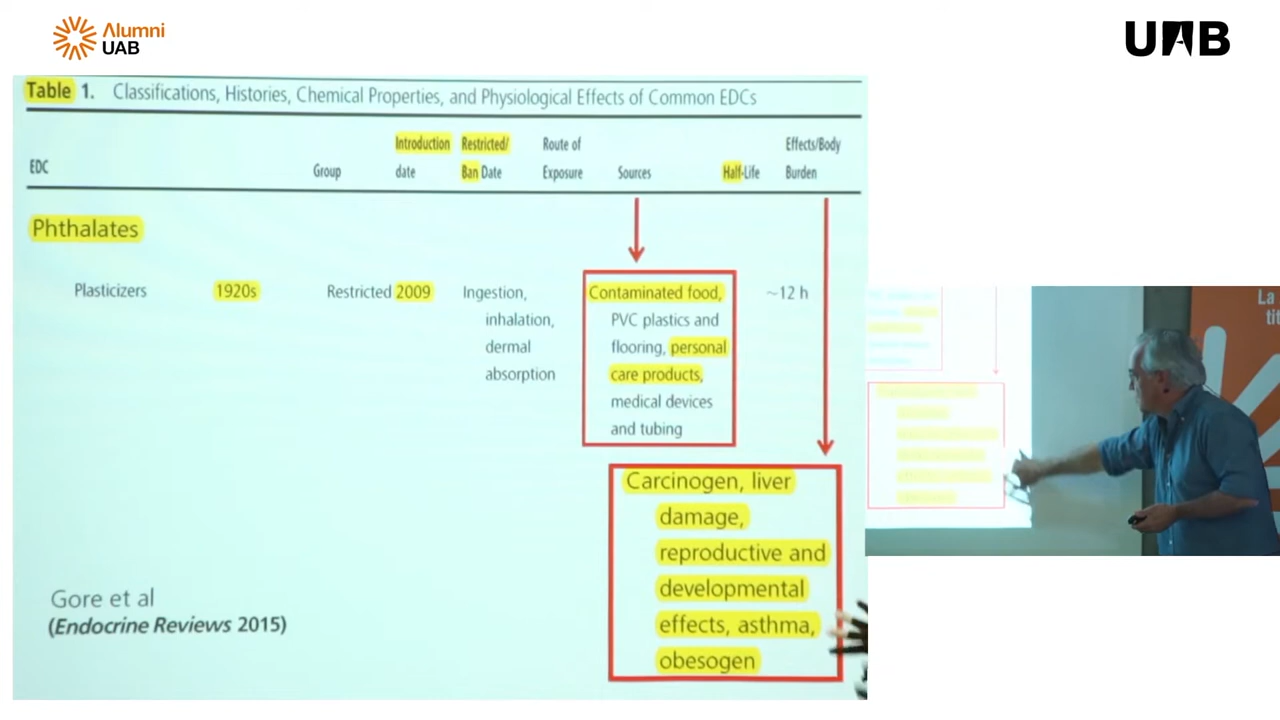 Alumni
UAB
UAB
Table 1. Classifications, Histories, Chemical Properties, and Physiological Effects of Common EDCs
EDC
Group
Introduction
date
Restricted/
Ban Date
Route of
Exposure
Sources
Half-Life
Effects/Body
Burden
Phthalates
Plasticizers
1920s
Restricted 2009
Ingestion,
inhalation,
dermal
absorption
Contaminated food,
PVC plastics and
flooring, personal
care products,
medical devices
and tubing
~12 h
Carcinogen, liver
damage,
reproductive and
developmental
effects, asthma,
obesogen
Gore et al
(Endocrine Reviews 2015)
La
tit